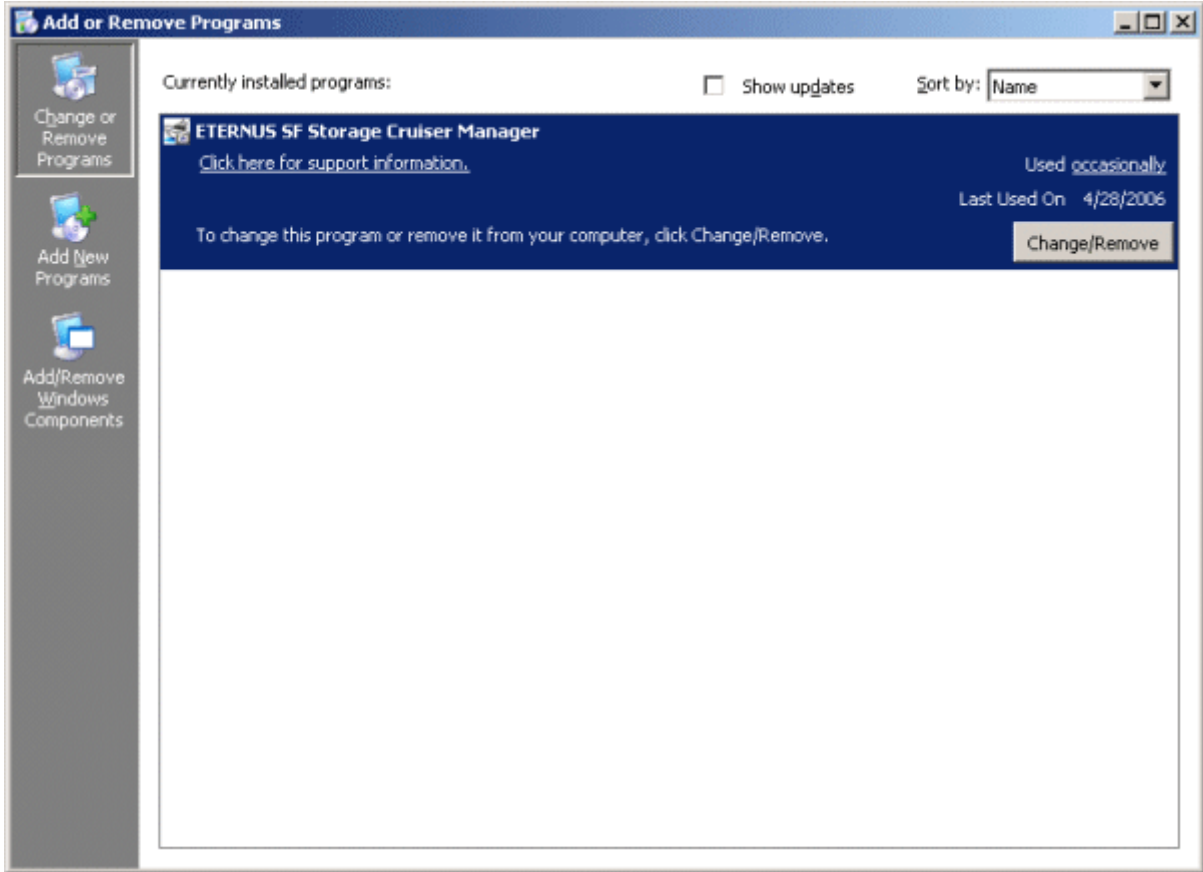 Add or Remove Programs
Change or
Remove
Programs
Add New
Programs
Add/Remove
Windows
Components
Currently installed programs:
Show updates
Sort by: Name
ETERNUS SF Storage Cruiser Manager
Click here for support information.
Used occasionally
Last Used On 4/28/2006
To change this program or remove it from your computer, click Change/Remove.
Change/Remove